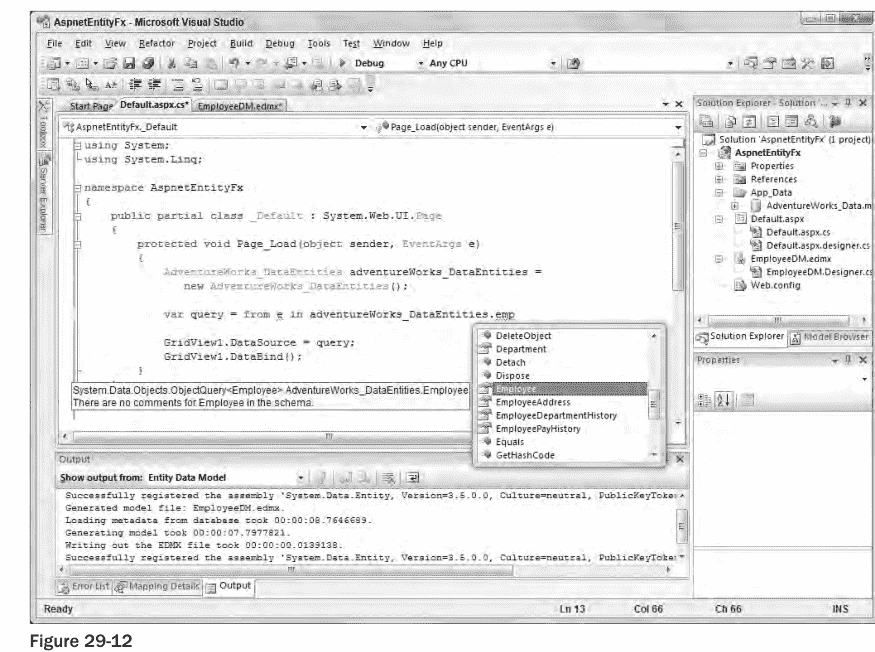 AspnetEntityFx - Microsoft Visual Studio
File Edit View Refactor Project Build Debug Tools Test Window Help
Debug Any CPU
Start Page Default.aspx.cs* EmployeeDM.edmx*
AspnetEntityFx._Default Page_Load(object sender, EventArgs e)
Toolbox
Server Explorer
using System;
using System.Linq;
namespace AspnetEntityFx
{
public partial class _Default : System.Web.UI.Page
{
protected void Page_Load(object sender, EventArgs e)
{
AdventureWorks_DataEntities adventureWorks_DataEntities =
new AdventureWorks_DataEntities();
var query = from e in adventureWorks_DataEntities.emp
GridView1.DataSource = query;
GridView1.DataBind();
}
System.Data.Objects.ObjectQuery<Employee> AdventureWorks_DataEntities.Employee
There are no comments for Employee in the schema.
DeleteObject
Department
Detach
Dispose
Employee
EmployeeAddress
EmployeeDepartmentHistory
EmployeePayHistory
Equals
GetHashCode
Output
Show output from: Entity Data Model
Successfully registered the assembly 'System.Data.Entity, Version=3.5.0.0, Culture=neutral, PublicKeyToke
Generated model file: EmployeeDM.edmx.
Loading metadata from database took 00:00:08.7646689.
Generating model took 00:00:07.7977821.
Writing out the EDMX file took 00:00:00.0139138.
Successfully registered the assembly 'System.Data.Entity, Version=3.5.0.0, Culture=neutral, PublicKeyToke
Error List Mapping Details Output
Solution Explorer - Solution '...
Solution 'AspnetEntityFx' (1 project)
AspnetEntityFx
Properties
References
App_Data
AdventureWorks_Data.m
Default.aspx
Default.aspx.cs
Default.aspx.designer.cs
EmployeeDM.edmx
EmployeeDM.Designer.cs
Web.config
Solution Explorer Model Browser
Properties
Ready Ln 13 Col 66 Ch 66 INS
Figure 29-12